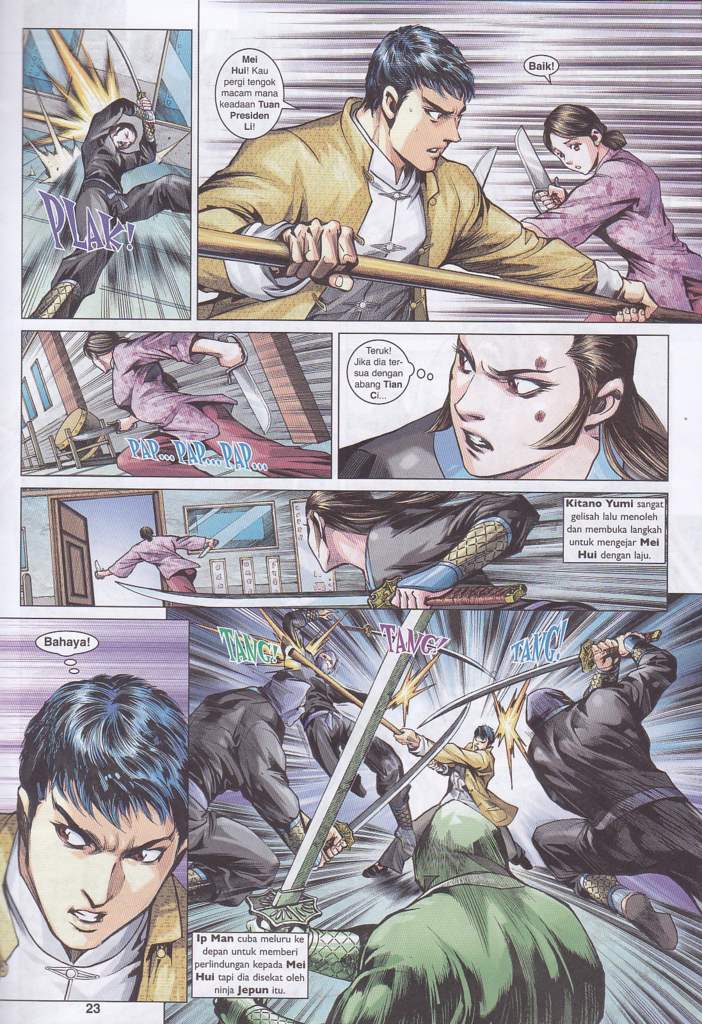 PLAK!
Mei
Hui! Kau
pergi tengok
macam mana
keadaan Tuan
Presiden
Li!
Baik!
PAP... PAP... PAP...
Teruk!
Jika dia ter-
sua dengan
abang Tian
Ci...
Kitano Yumi sangat
gelisah lalu menoleh
dan membuka langkah
untuk mengejar Mei
Hui dengan laju.
Bahaya!
TANG! TANG! TANG!
Ip Man cuba meluru ke
depan untuk memberi
perlindungan kepada Mei
Hui tapi dia disekat oleh
ninja Jepun itu.
23